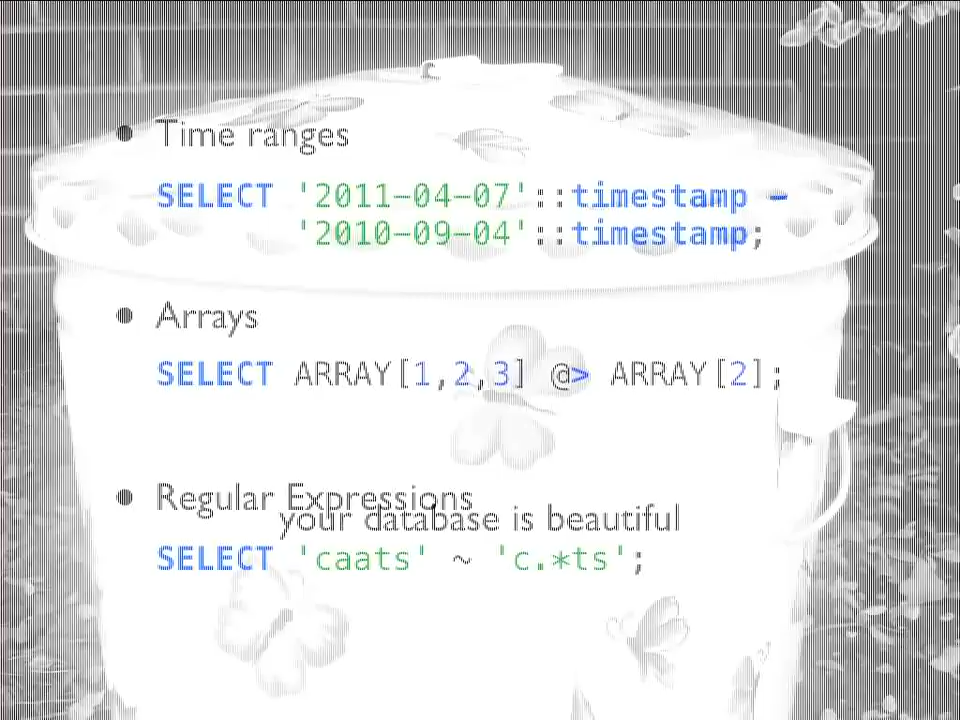 • Time ranges
SELECT '2011-04-07'::timestamp -
'2010-09-04'::timestamp;
• Arrays
SELECT ARRAY[1,2,3] @> ARRAY[2];
• Regular Expressions
your database is beautiful
SELECT 'caats' ~ 'c.*ts';